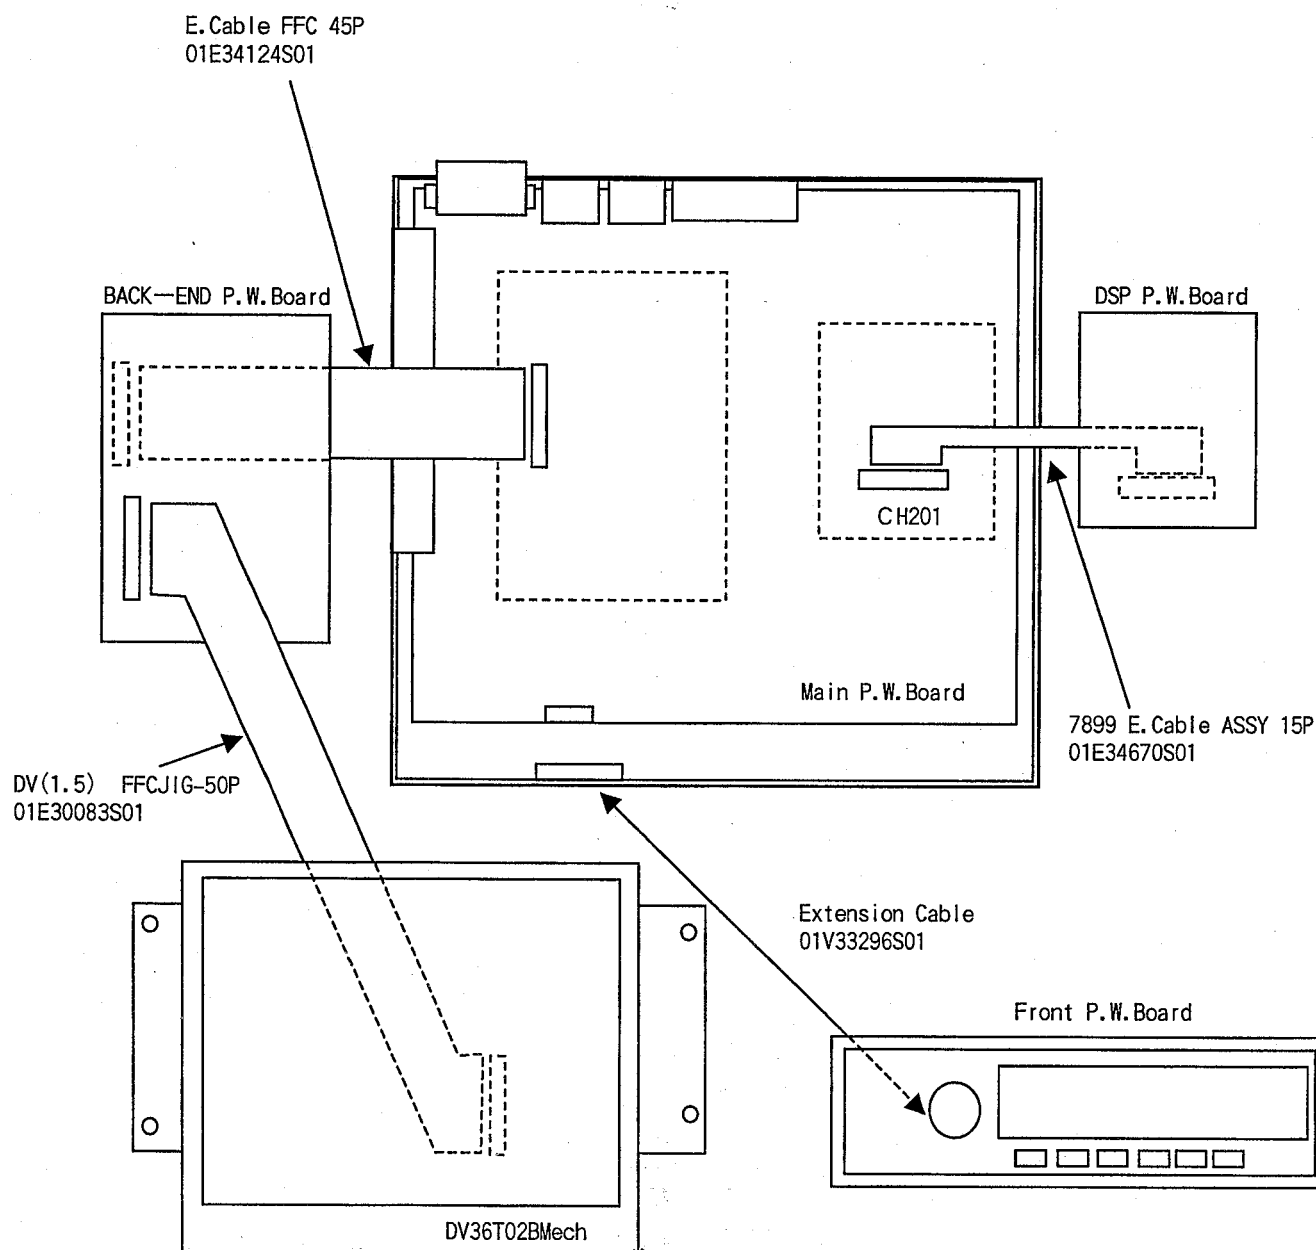 E.Cable FFC 45P
01E34124S01
BACK—END P.W.Board
DSP P.W.Board
CH201
Main P.W.Board
7899 E.Cable ASSY 15P
01E34670S01
DV(1.5) FFCJIG-50P
01E30083S01
Extension Cable
01V33296S01
Front P.W.Board
DV36T02BMech